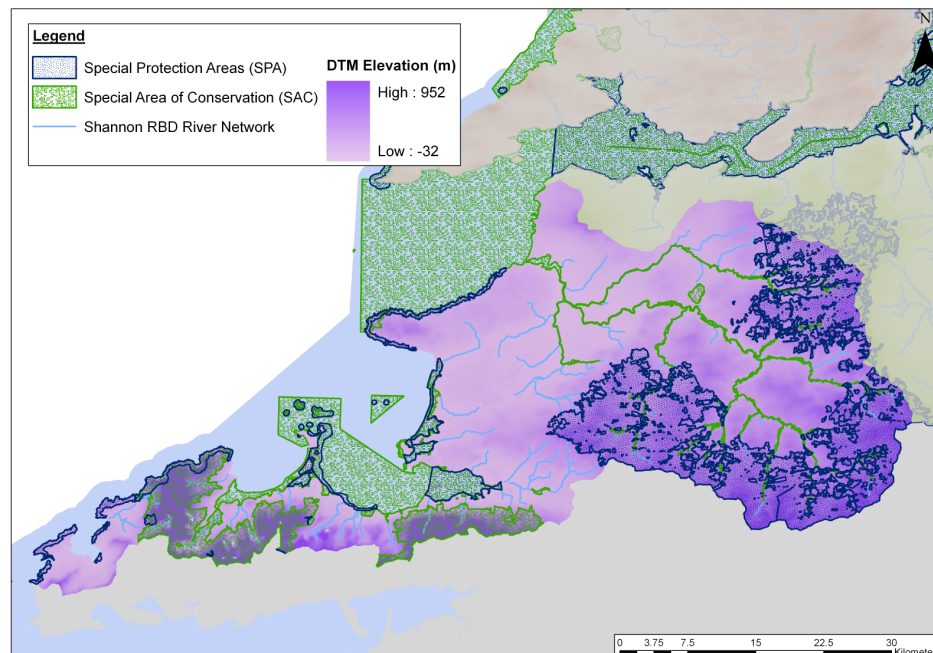 Legend
Special Protection Areas (SPA)
Special Area of Conservation (SAC)
Shannon RBD River Network
DTM Elevation (m)
High : 952
Low : -32
N
0 3.75 7.5 15 22.5 30